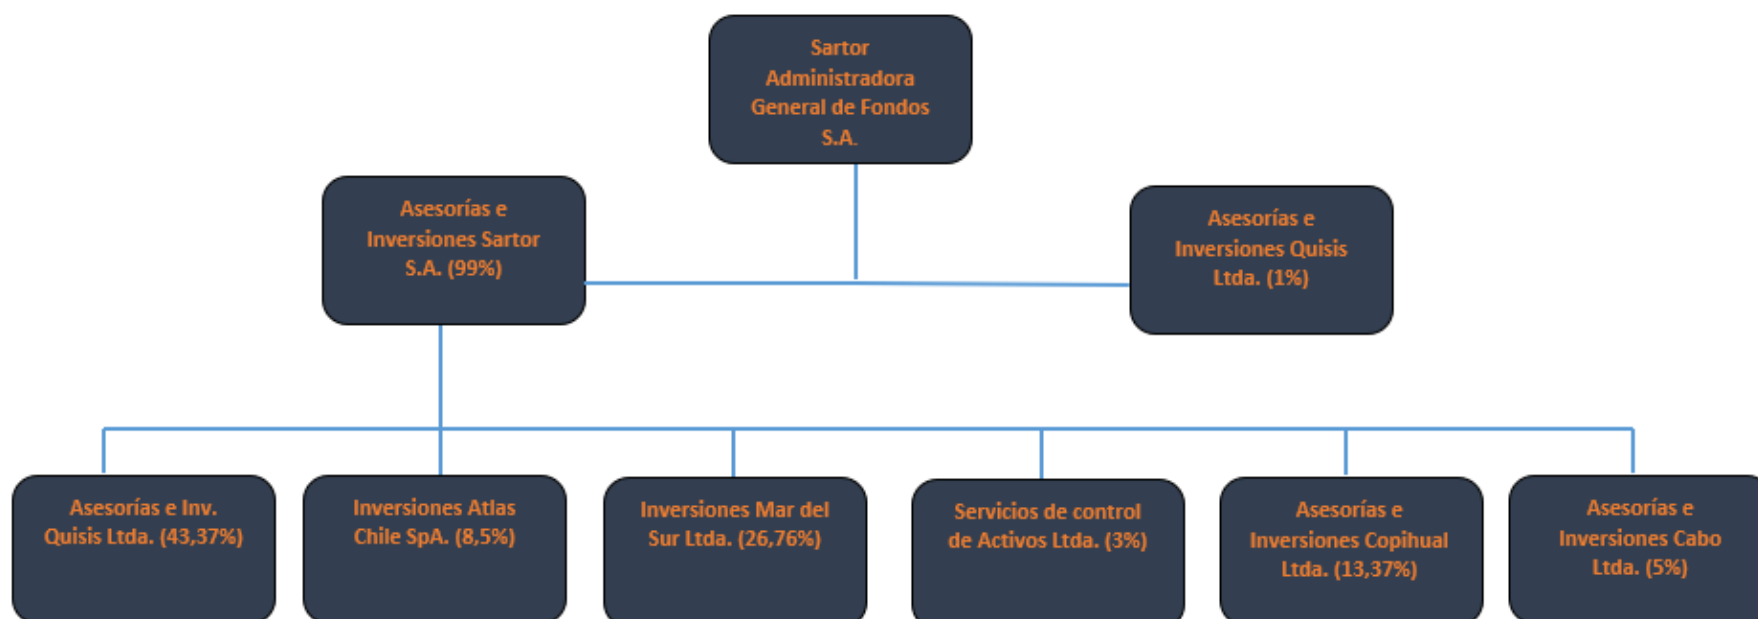 Sartor
Administradora
General de Fondos
S.A.
Asesorías e
Inversiones Sartor
S.A. (99%)
Asesorías e
Inversiones Quisis
Ltda. (1%)
Asesorías e Inv.
Quisis Ltda. (43,37%)
Inversiones Atlas
Chile SpA. (8,5%)
Inversiones Mar del
Sur Ltda. (26,76%)
Servicios de control
de Activos Ltda. (3%)
Asesorías e
Inversiones Copihual
Ltda. (13,37%)
Asesorías e
Inversiones Cabo
Ltda. (5%)